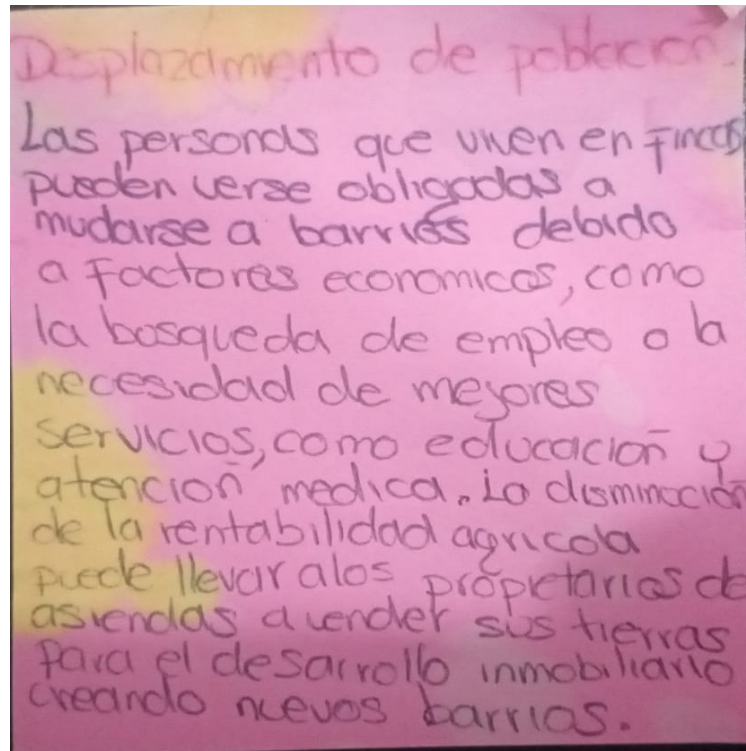 Desplazamiento de población.
Las personas que viven en Fincas
pueden verse obligadas a
mudarse a barrios debido
a factores economicos, como
la bosqueda de empleo o la
necesidad de mejores
servicios, como educación y
atención medica. La disminución
de la rentabilidad agricola
puede llevar alos propietarios de
asiendas a vender sus tierras
para el desarrollo inmobiliario
creando nuevos barrios.